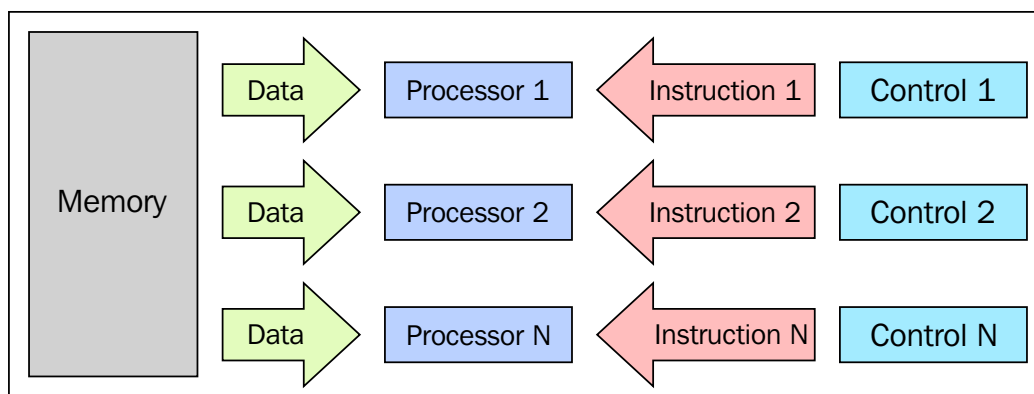 Memory
Data
Processor 1
Instruction 1
Control 1
Data
Processor 2
Instruction 2
Control 2
Data
Processor N
Instruction N
Control N